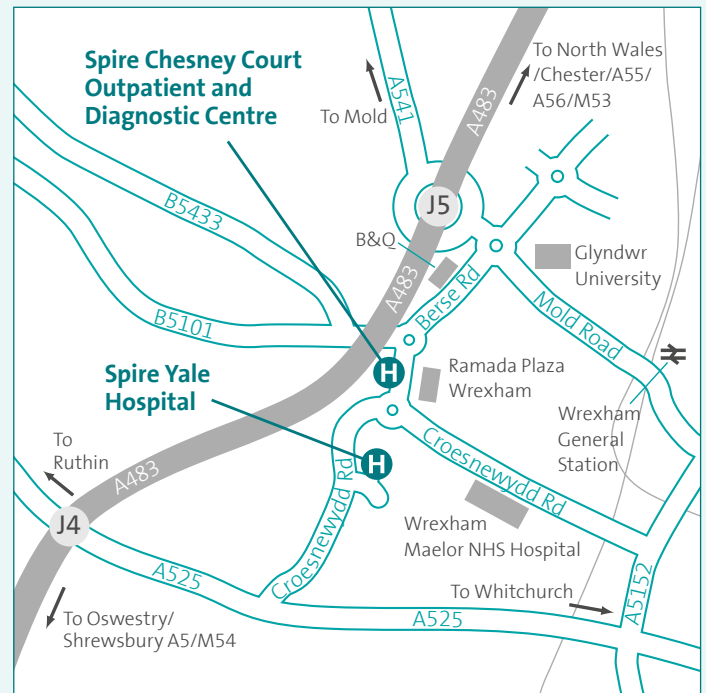 Spire Chesney Court
Outpatient and
Diagnostic Centre
To North Wales
/Chester/A55/
A56/M53
A541
A483
To Mold
J5
B5433
B&Q
A483
Glyndwr
University
Berse Rd
B5101
Mold Road
Spire Yale
Hospital
H
Ramada Plaza
Wrexham
Wrexham
General
Station
To
Ruthin
A483
H
Croesnewydd Rd
Croesnewydd Rd
J4
Wrexham
Maelor NHS Hospital
A525
To Whitchurch
A5152
To Oswestry/
Shrewsbury A5/M54
A525